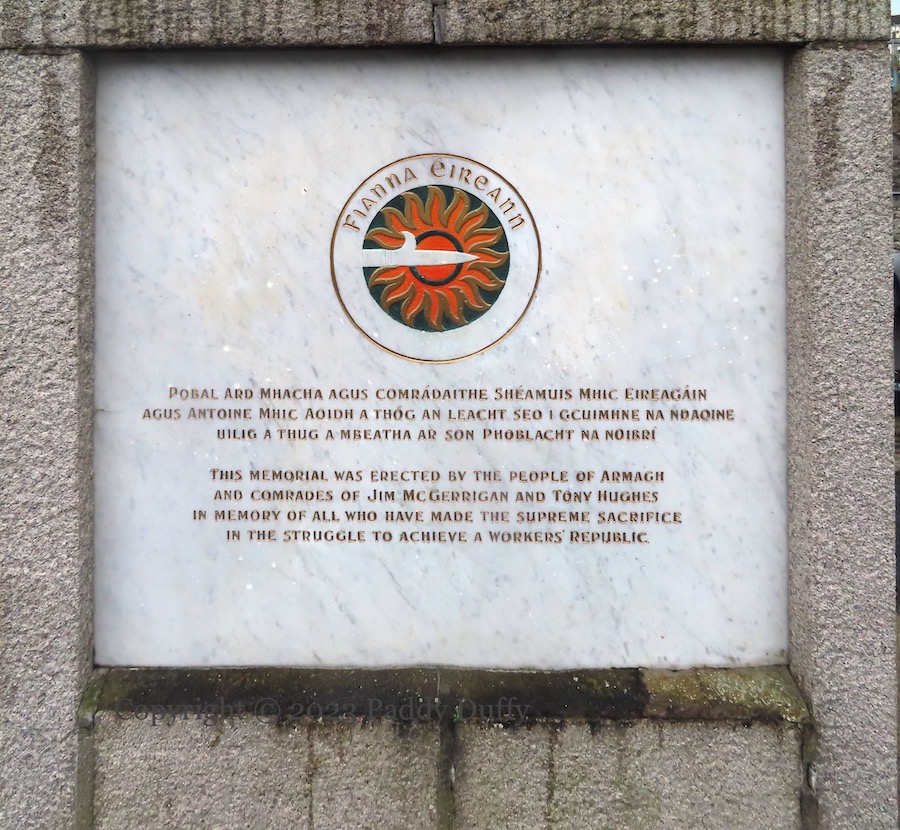 Fianna Éireann
Pobal Ard Mhacha agus comrádaithe Shéamuis Mhic Eireagáin
agus Antoine Mhic Aoidh a thóg an leacht seo i gcuimhne na ndaoine
uilig a thug a mbeatha ar son Phoblacht na nOibrí
This memorial was erected by the people of Armagh
and comrades of Jim McGerrigan and Tony Hughes
in memory of all who have made the supreme sacrifice
in the struggle to achieve a workers' Republic.
Copyright © 2022 Paddy Duffy